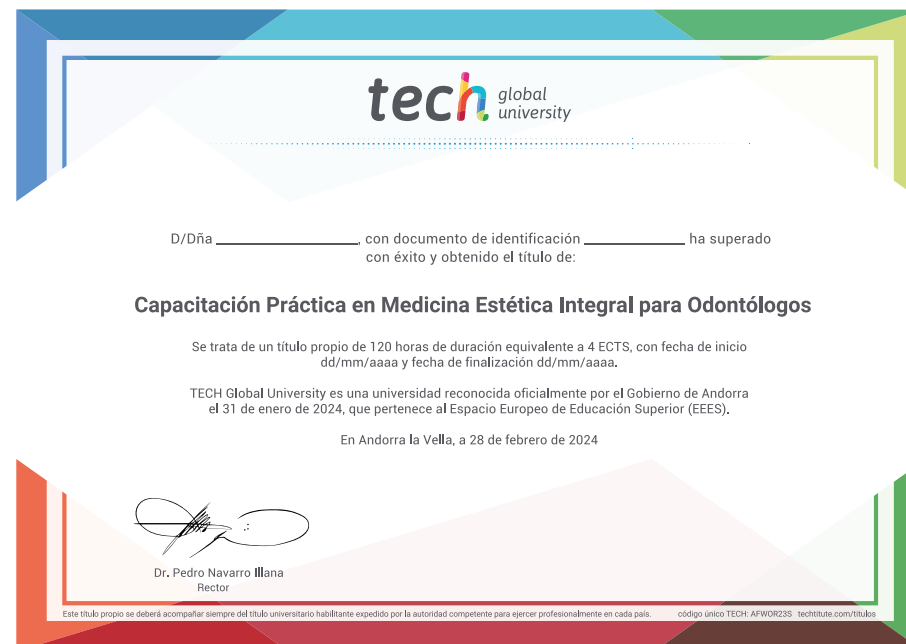 tech global university
D/Dña ____________________, con documento de identificación ______________ ha superado
con éxito y obtenido el título de:
Capacitación Práctica en Medicina Estética Integral para Odontólogos
Se trata de un título propio de 120 horas de duración equivalente a 4 ECTS, con fecha de inicio
dd/mm/aaaa y fecha de finalización dd/mm/aaaa.
TECH Global University es una universidad reconocida oficialmente por el Gobierno de Andorra
el 31 de enero de 2024, que pertenece al Espacio Europeo de Educación Superior (EEES).
En Andorra la Vella, a 28 de febrero de 2024
Dr. Pedro Navarro Illana
Rector
Este título propio se deberá acompañar siempre del título universitario habilitante expedido por la autoridad competente para ejercer profesionalmente en cada país. código único TECH: AFWOR23S techtitute.com/titulos